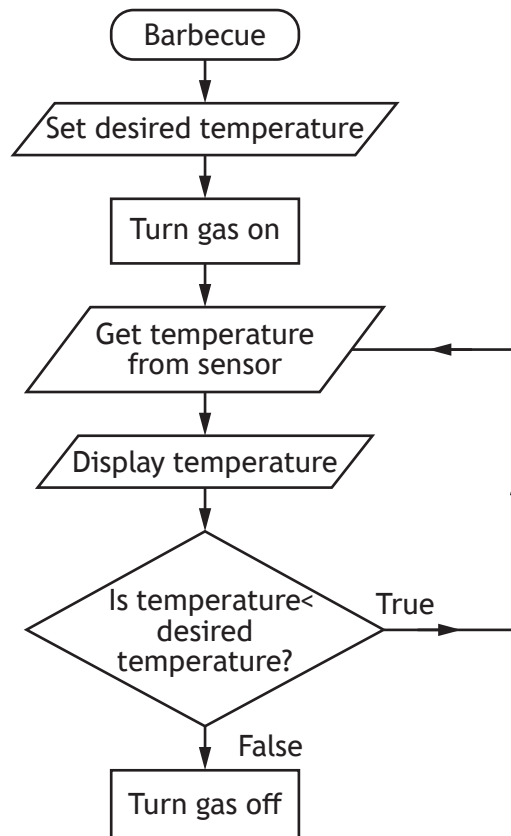 Barbecue
Set desired temperature
Turn gas on
Get temperature
from sensor
Display temperature
Is temperature<
desired
temperature?
True
False
Turn gas off